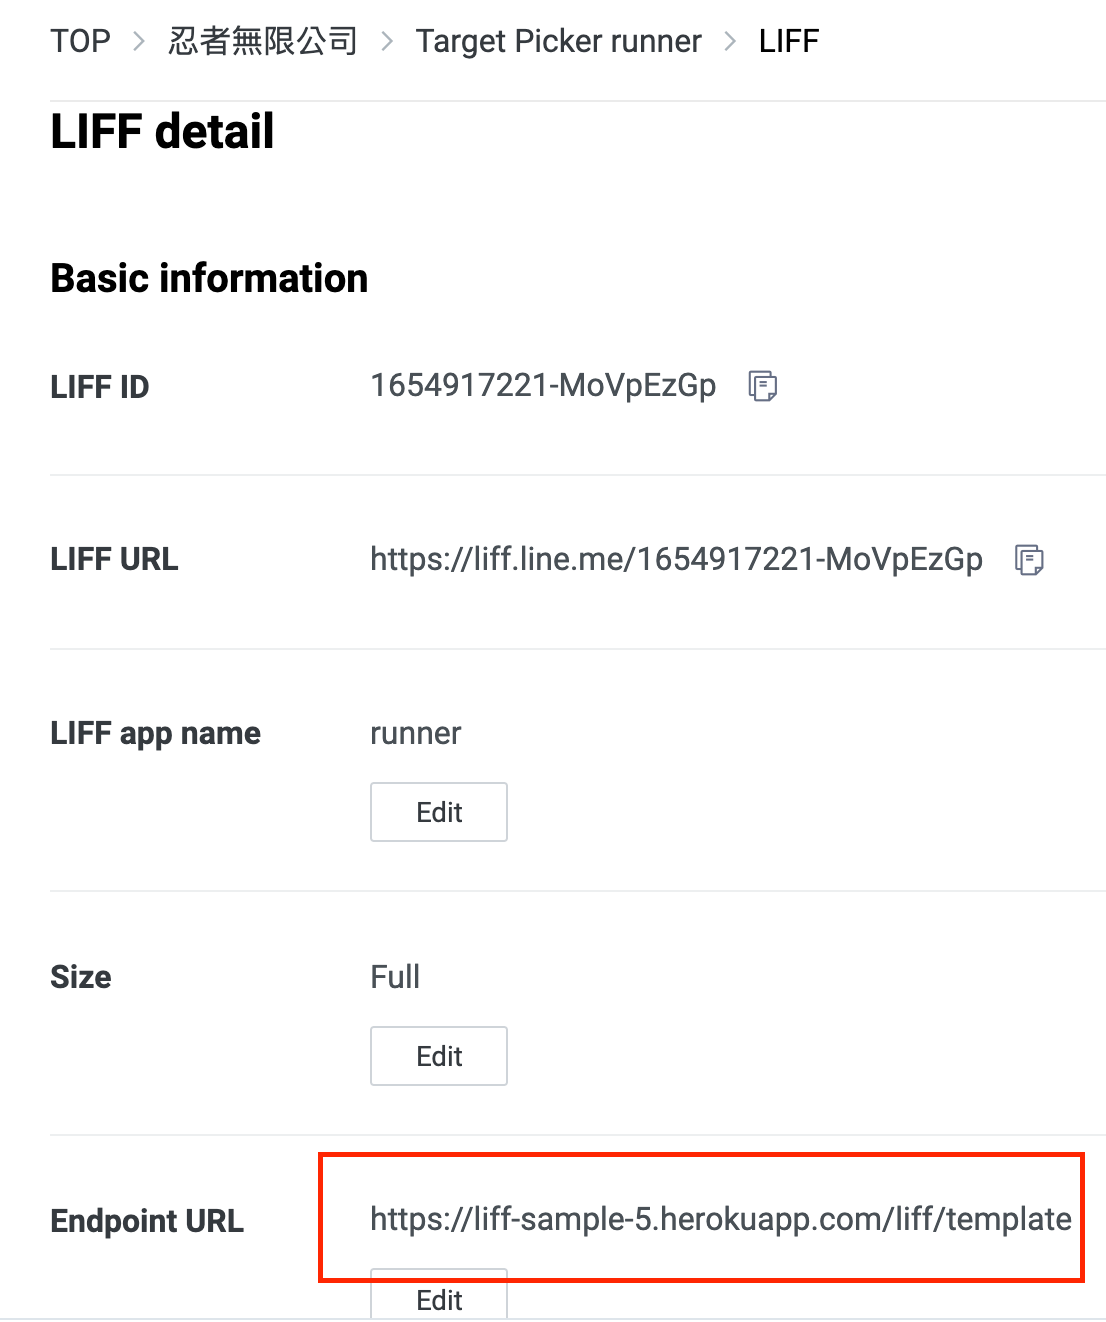 TOP > 忍者無限公司 > Target Picker runner > LIFF
LIFF detail
Basic information
LIFF ID 1654917221-MoVpEzGp
LIFF URL https://liff.line.me/1654917221-MoVpEzGp
LIFF app name runner
Edit
Size Full
Edit
Endpoint URL https://liff-sample-5.herokuapp.com/liff/template
Edit